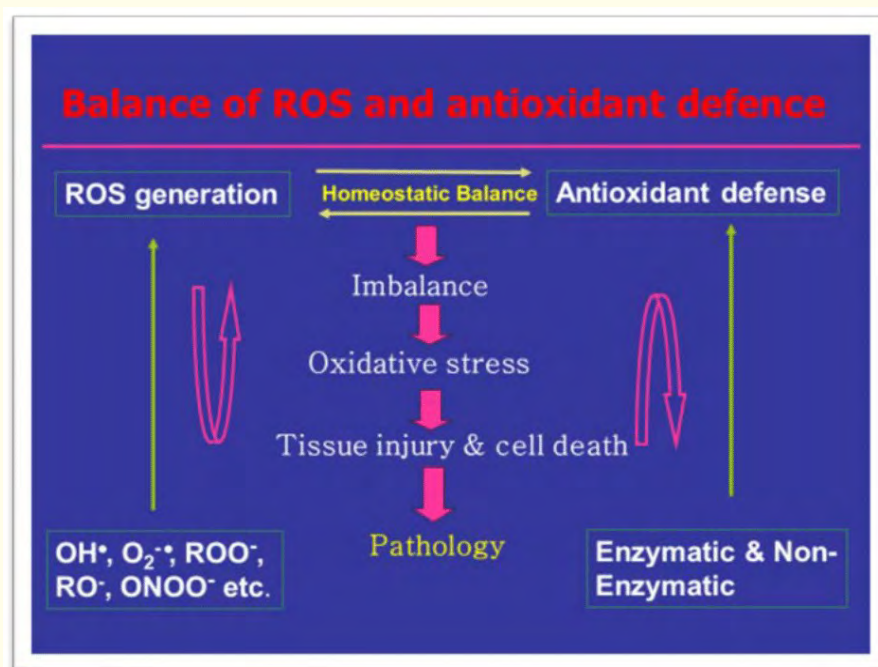 Balance of ROS and antioxidant defence
ROS generation
Homeostatic Balance
Antioxidant defense
Imbalance
Oxidative stress
Tissue injury & cell death
Pathology
OH•, O₂⁻•, ROO⁻,
RO⁻, ONOO⁻ etc.
Enzymatic & Non-
Enzymatic